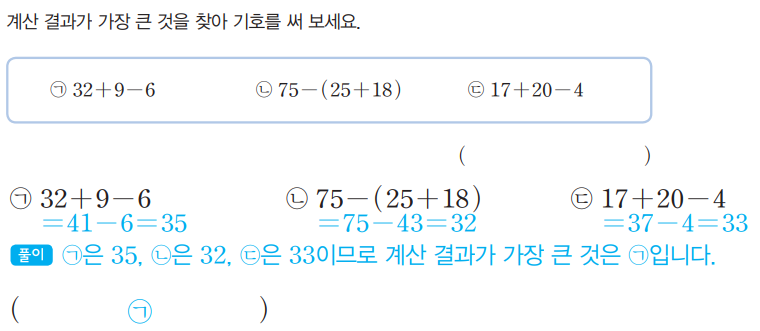 계산 결과가 가장 큰 것을 찾아 기호를 써 보세요.
㉠ 32+9-6 ㉡ 75-(25+18) ㉢ 17+20-4
( )
㉠ 32+9-6 ㉡ 75-(25+18) ㉢ 17+20-4
=41-6=35 =75-43=32 =37-4=33
풀이 ㉠은 35, ㉡은 32, ㉢은 33이므로 계산 결과가 가장 큰 것은 ㉠입니다.
( ㉠ )